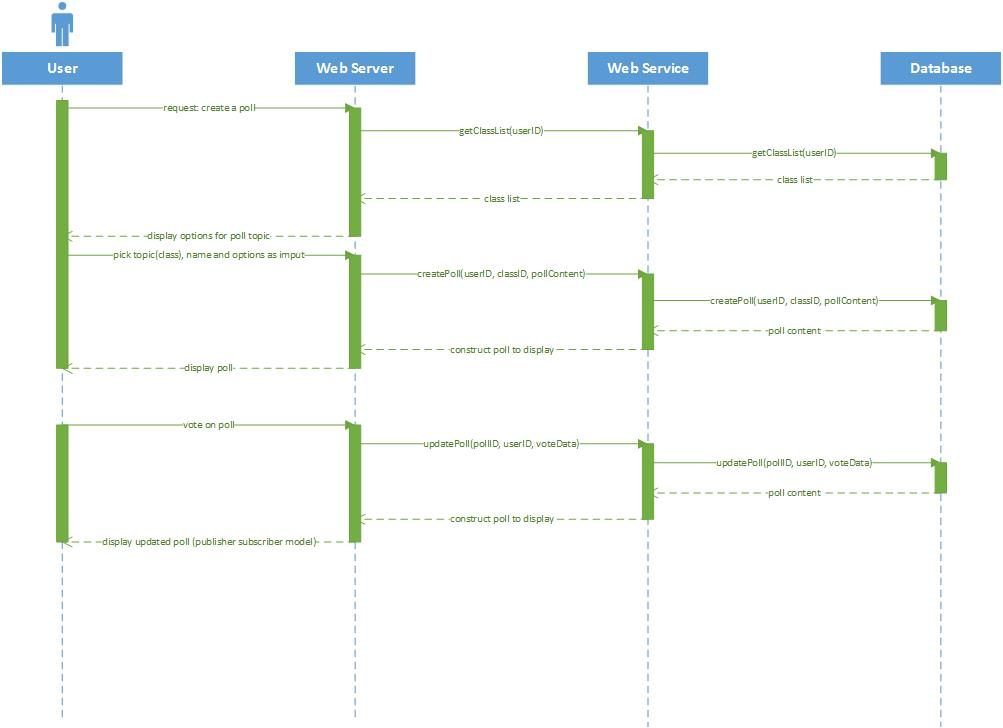 User
Web Server
Web Service
Database
request: create a poll
getClassList(userID)
getClassList(userID)
class list
class list
display options for poll topic
pick topic(class), name and options as imput
createPoll(userID, classID, pollContent)
createPoll(userID, classID, pollContent)
poll content
construct poll to display
display poll
vote on poll
updatePoll(pollID, userID, voteData)
updatePoll(pollID, userID, voteData)
poll content
construct poll to display
display updated poll (publisher subscriber model)